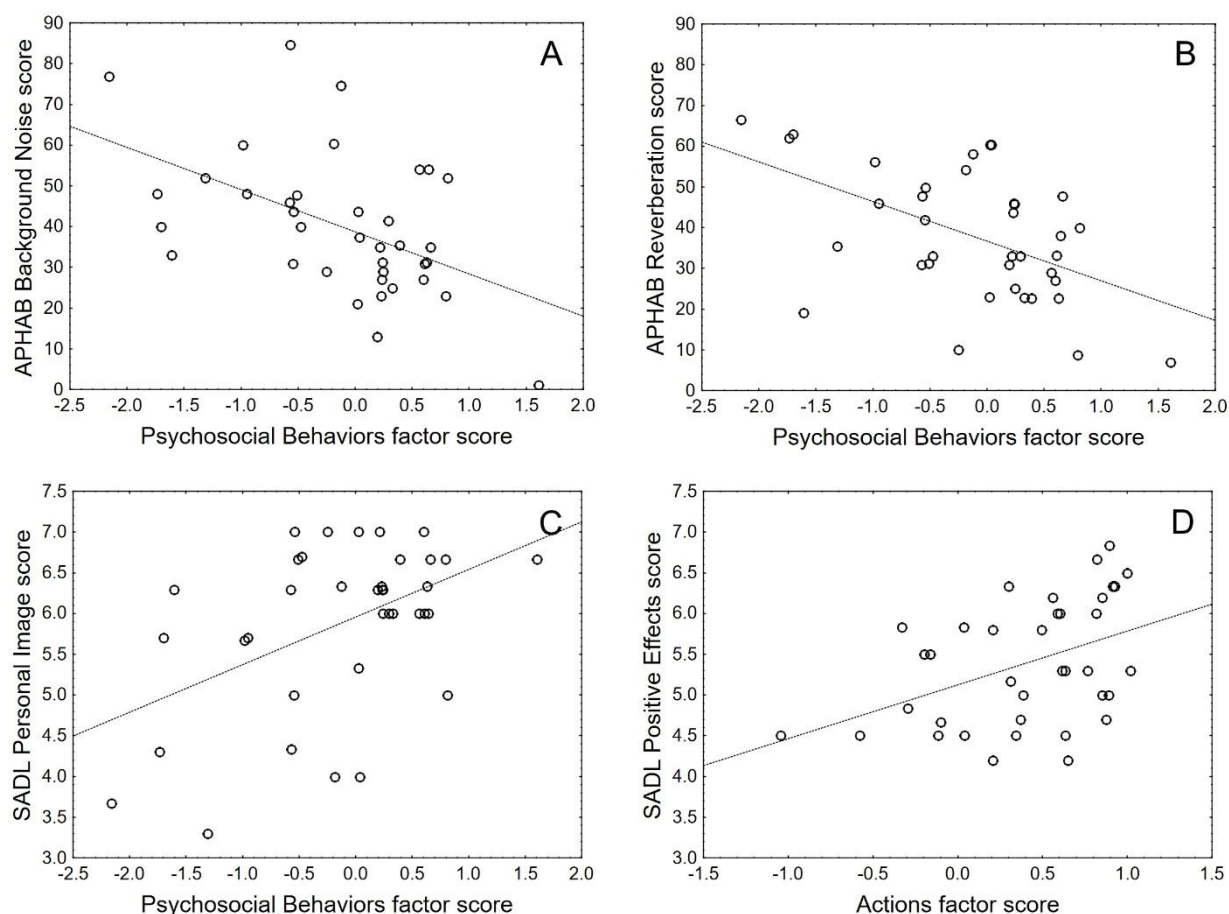 A
APHAB Background Noise score
90
80
70
60
50
40
30
20
10
0
-2.5 -2.0 -1.5 -1.0 -0.5 0.0 0.5 1.0 1.5 2.0
Psychosocial Behaviors factor score
B
APHAB Reverberation score
90
80
70
60
50
40
30
20
10
0
-2.5 -2.0 -1.5 -1.0 -0.5 0.0 0.5 1.0 1.5 2.0
Psychosocial Behaviors factor score
C
SADL Personal Image score
7.5
7.0
6.5
6.0
5.5
5.0
4.5
4.0
3.5
3.0
-2.5 -2.0 -1.5 -1.0 -0.5 0.0 0.5 1.0 1.5 2.0
Psychosocial Behaviors factor score
D
SADL Positive Effects score
7.5
7.0
6.5
6.0
5.5
5.0
4.5
4.0
3.5
3.0
-1.5 -1.0 -0.5 0.0 0.5 1.0 1.5
Actions factor score